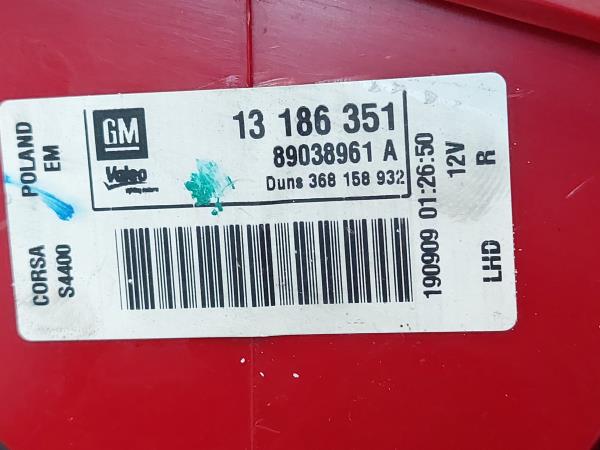 POLAND
EM
CORSA
S4400
GM
Valeo
13 186 351
89038961 A
Duns 368 158 932
190909 01:26:50
12V
R
LHD